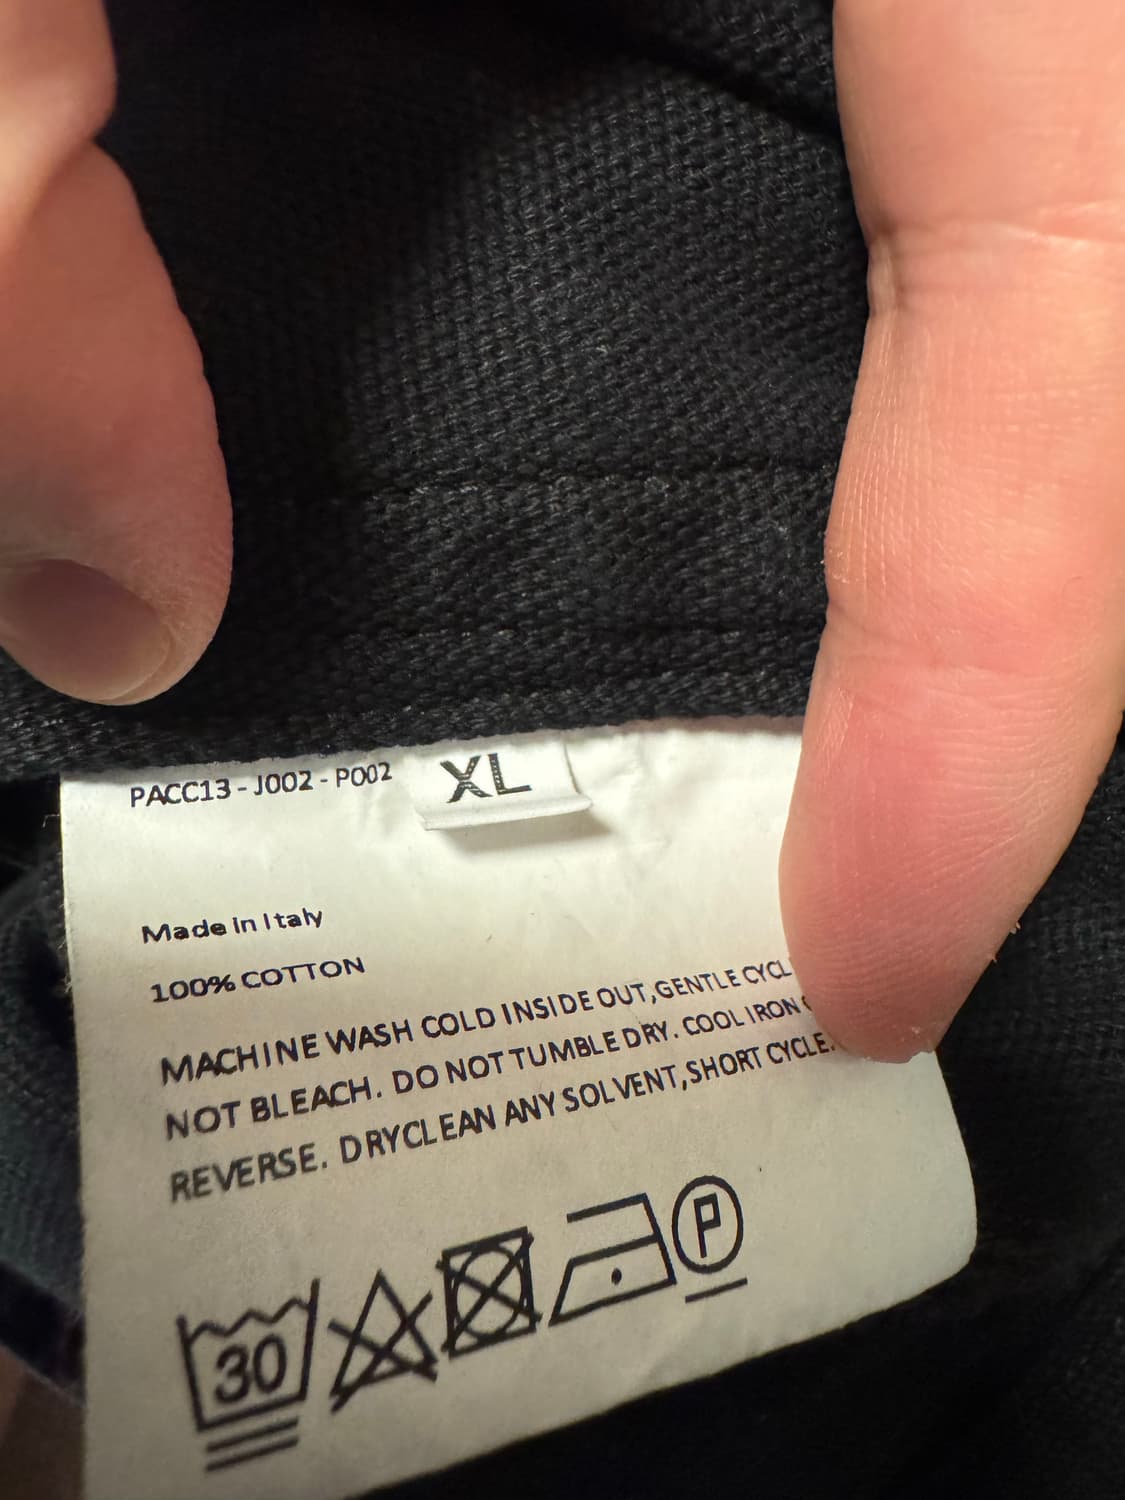 PACC13 - J002 - P002
XL
Made in Italy
100% COTTON
MACHINE WASH COLD INSIDE OUT,GENTLE
NOT BLEACH. DO NOT TUMBLE DRY. COOL IRON
REVERSE. DRYCLEAN ANY SOLVENT,SHORT CYCLE.
30
P